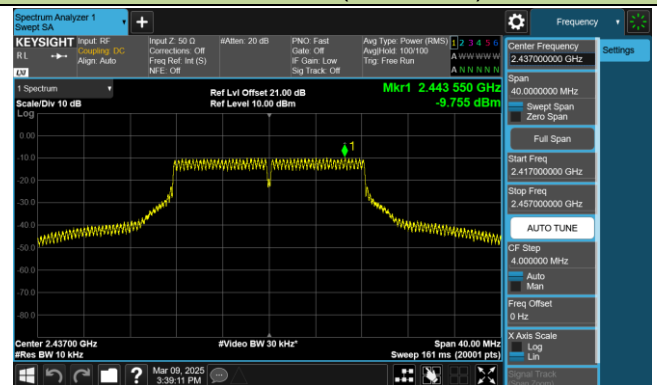 Spectrum Analyzer 1
Swept SA
Frequency
KEYSIGHT
Input: RF
Coupling: DC
Align: Auto
Input Z: 50 Ω
Corrections: Off
Freq Ref: Int (S)
NFE: Off
#Atten: 20 dB
PNO: Fast
Gate: Off
IF Gain: Low
Sig Track: Off
Avg Type: Power (RMS)
Avg|Hold: 100/100
Trig: Free Run
1 2 3 4 5 6
A W W W W W
A N N N N N
RL
LXI
1 Spectrum
Scale/Div 10 dB
Log
Ref Lvl Offset 21.00 dB
Ref Level 10.00 dBm
Mkr1 2.443 550 GHz
-9.755 dBm
1
0.00
-10.0
-20.0
-30.0
-40.0
-50.0
-60.0
-70.0
-80.0
Center 2.43700 GHz
#Res BW 10 kHz
#Video BW 30 kHz*
Span 40.00 MHz
Sweep 161 ms (20001 pts)
Mar 09, 2025
3:39:11 PM
Center Frequency
2.437000000 GHz
Settings
Span
40.0000000 MHz
Swept Span
Zero Span
Full Span
Start Freq
2.417000000 GHz
Stop Freq
2.457000000 GHz
AUTO TUNE
CF Step
4.000000 MHz
Auto
Man
Freq Offset
0 Hz
X Axis Scale
Log
Lin
Signal Track